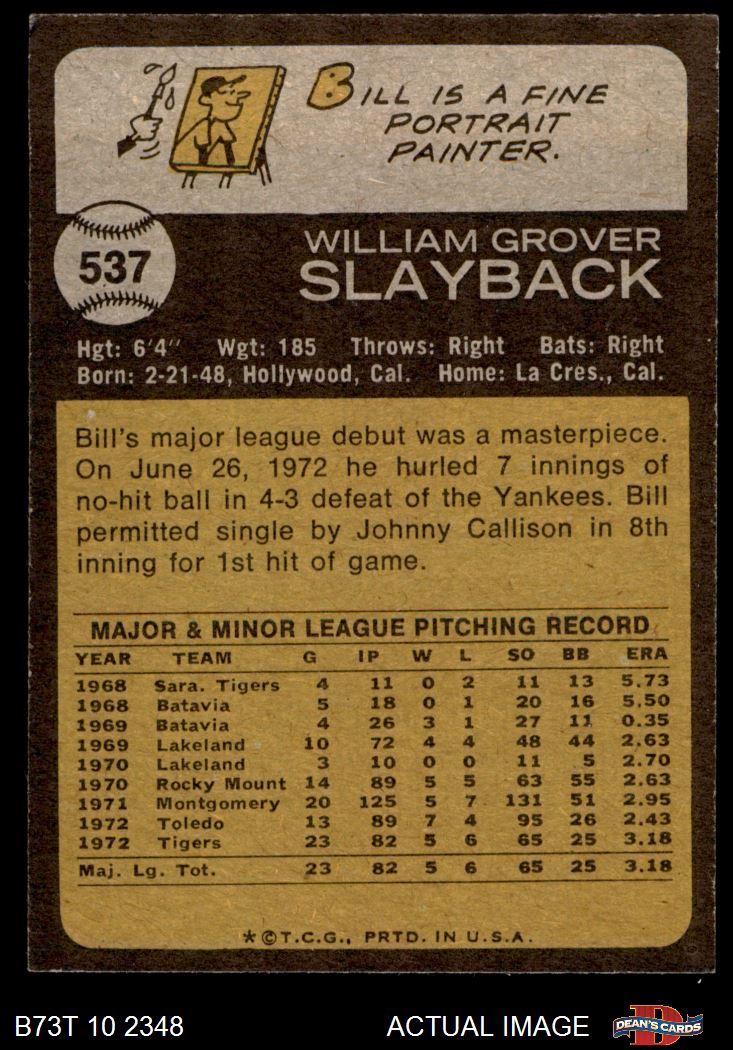 BILL IS A FINE
PORTRAIT
PAINTER.
537
WILLIAM GROVER
SLAYBACK
Hgt: 6'4" Wgt: 185 Throws: Right Bats: Right
Born: 2-21-48, Hollywood, Cal. Home: La Cres., Cal.
Bill's major league debut was a masterpiece.
On June 26, 1972 he hurled 7 innings of
no-hit ball in 4-3 defeat of the Yankees. Bill
permitted single by Johnny Callison in 8th
inning for 1st hit of game.
MAJOR & MINOR LEAGUE PITCHING RECORD
YEAR TEAM G IP W L SO BB ERA
1968 Sara. Tigers 4 11 0 2 11 13 5.73
1968 Batavia 5 18 0 1 20 16 5.50
1969 Batavia 4 26 3 1 27 11 0.35
1969 Lakeland 10 72 4 4 48 44 2.63
1970 Lakeland 3 10 0 0 11 5 2.70
1970 Rocky Mount 14 89 5 5 63 55 2.63
1971 Montgomery 20 125 5 7 131 51 2.95
1972 Toledo 13 89 7 4 95 26 2.43
1972 Tigers 23 82 5 6 65 25 3.18
Maj. Lg. Tot. 23 82 5 6 65 25 3.18
*©T.C.G., PRTD. IN U.S.A.
B73T 10 2348 ACTUAL IMAGE D DEAN'S CARDS